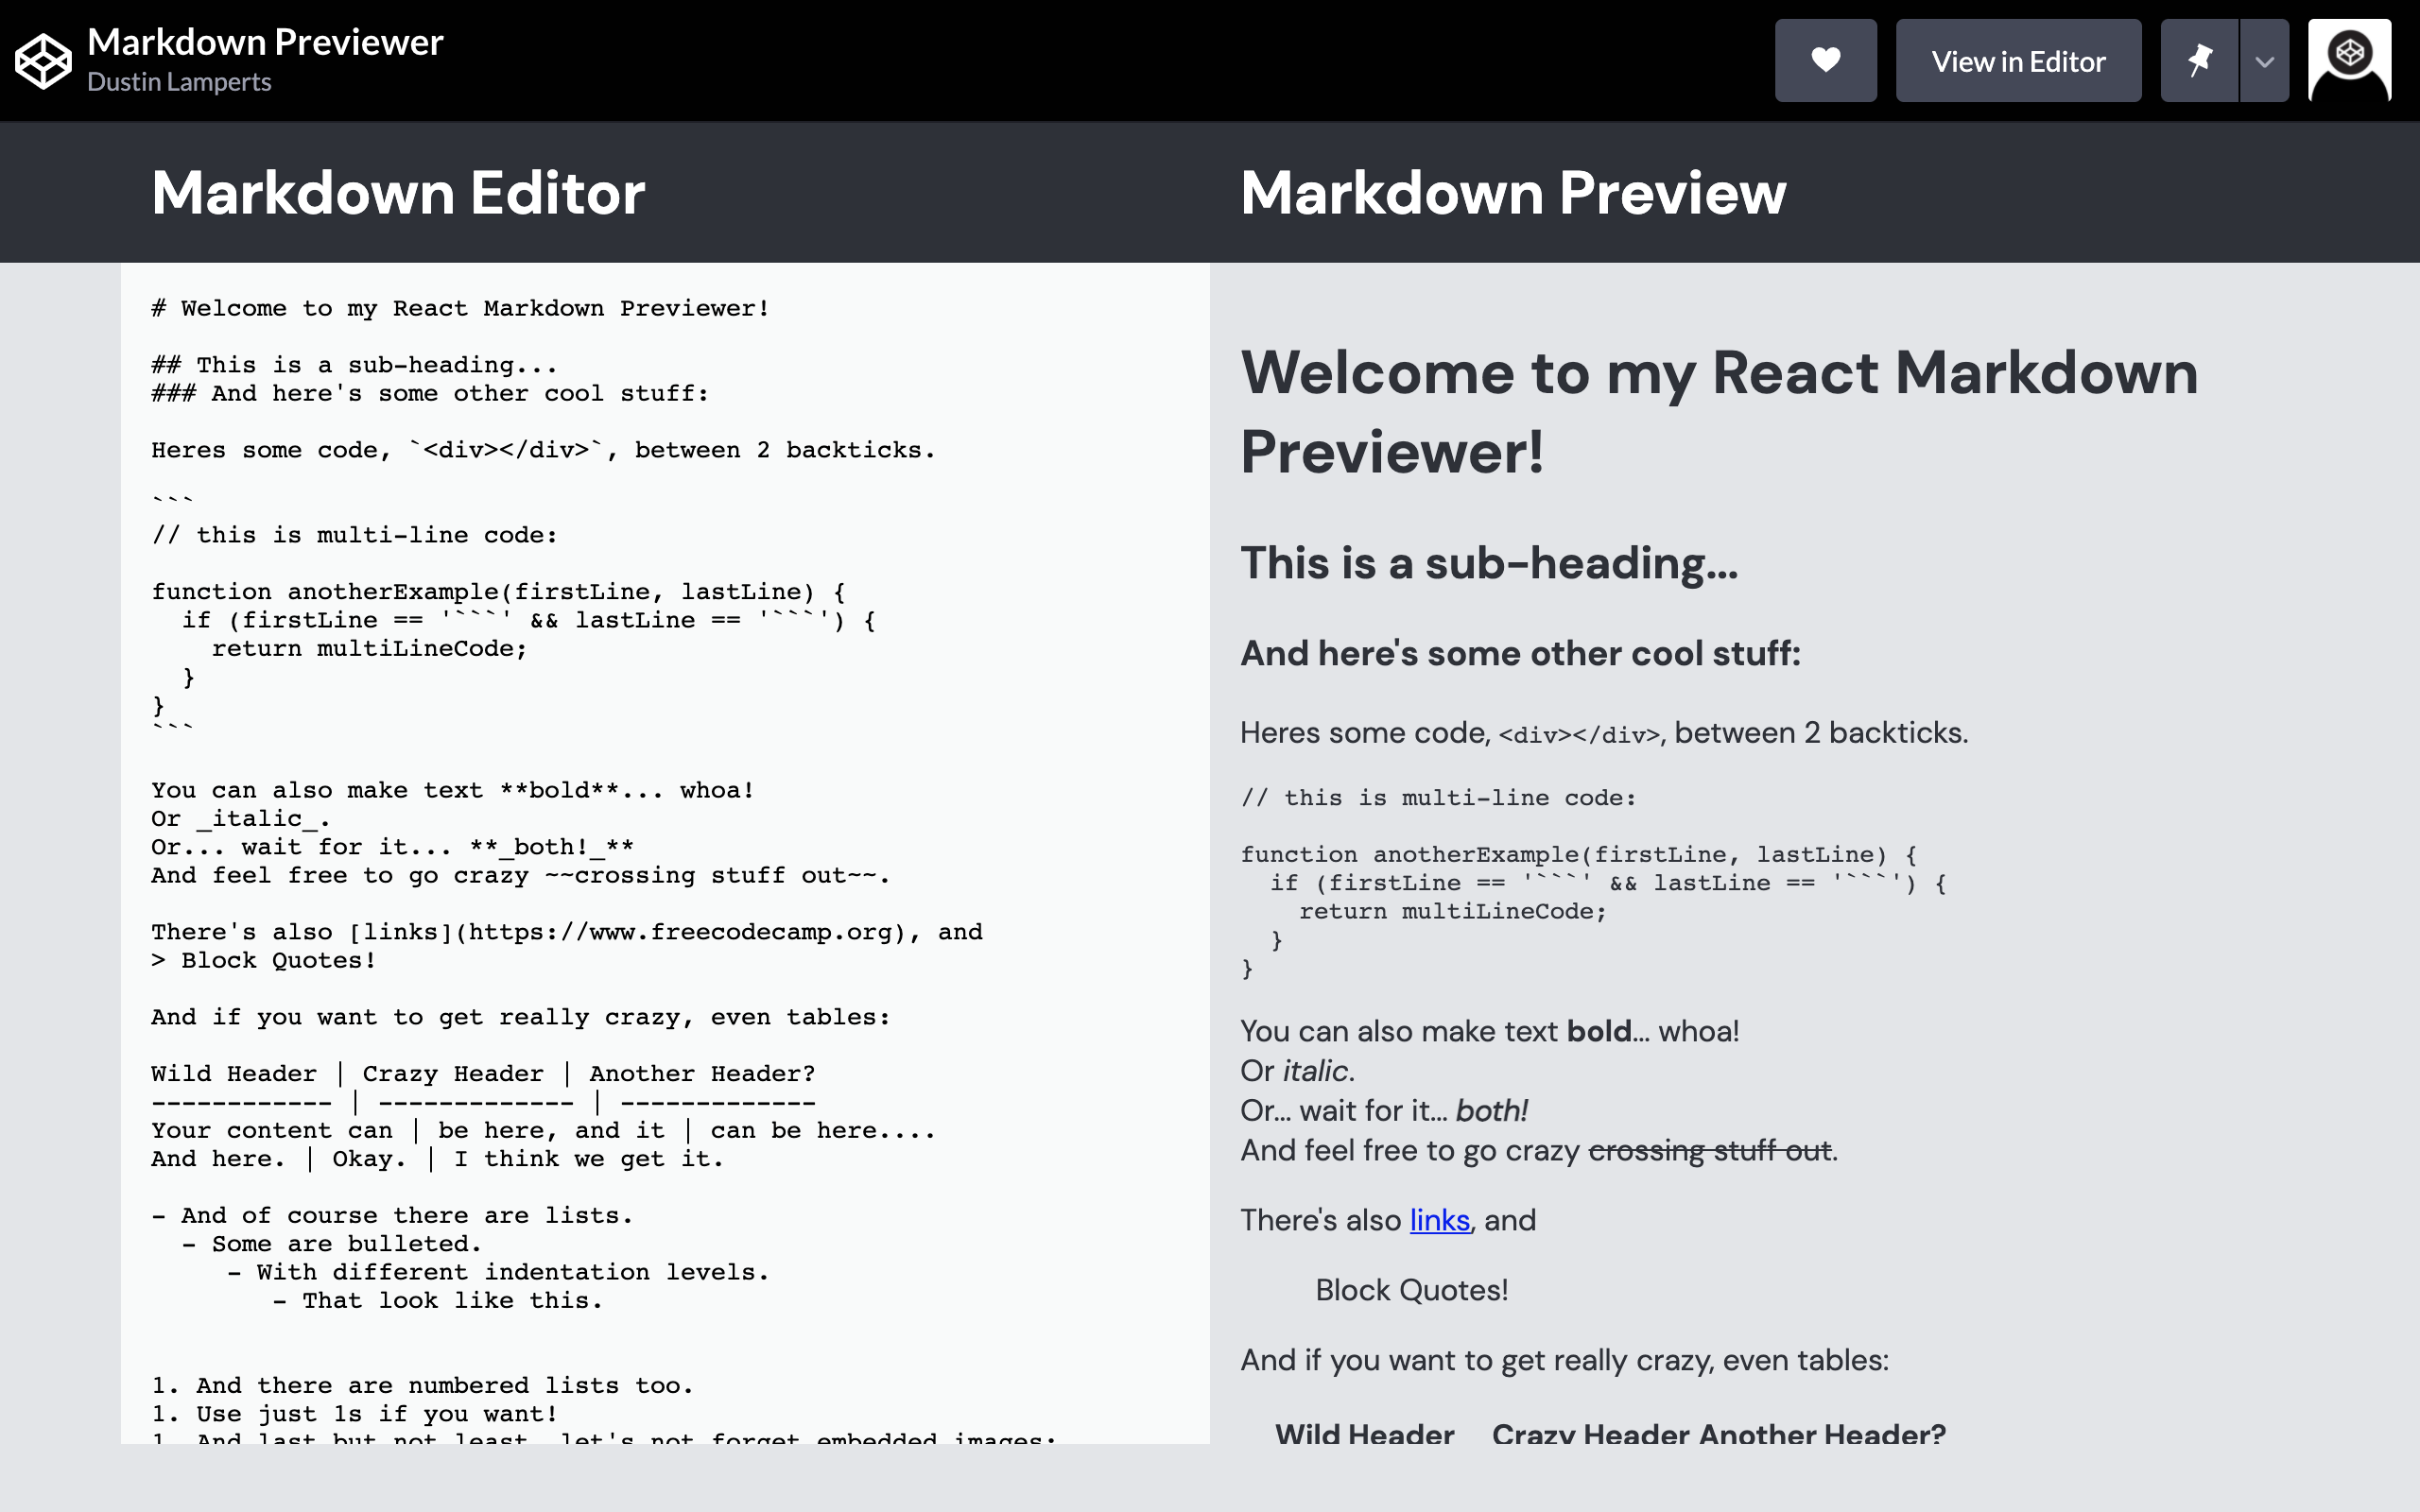 Markdown Previewer
Dustin Lamperts
View in Editor
Markdown Editor
Markdown Preview
# Welcome to my React Markdown Previewer!
## This is a sub-heading...
### And here's some other cool stuff:
Heres some code, `<div></div>`, between 2 backticks.
```
// this is multi-line code:
function anotherExample(firstLine, lastLine) {
  if (firstLine == '```' && lastLine == '```') {
    return multiLineCode;
  }
}
```
You can also make text **bold**... whoa!
Or _italic_.
Or... wait for it... **_both!_**
And feel free to go crazy ~~crossing stuff out~~.
There's also [links](https://www.freecodecamp.org), and
> Block Quotes!
And if you want to get really crazy, even tables:
Wild Header | Crazy Header | Another Header?
------------ | ------------- | -------------
Your content can | be here, and it | can be here....
And here. | Okay. | I think we get it.
- And of course there are lists.
  - Some are bulleted.
     - With different indentation levels.
        - That look like this.
1. And there are numbered lists too.
1. Use just 1s if you want!
1. And last but not least, let's not forget embedded images:
Welcome to my React Markdown
Previewer!
This is a sub-heading...
And here's some other cool stuff:
Heres some code, <div></div>, between 2 backticks.
// this is multi-line code:
function anotherExample(firstLine, lastLine) {
  if (firstLine == '```' && lastLine == '```') {
    return multiLineCode;
  }
}
You can also make text bold... whoa!
Or italic.
Or... wait for it... both!
And feel free to go crazy crossing stuff out.
There's also links, and
Block Quotes!
And if you want to get really crazy, even tables:
Wild Header Crazy Header Another Header?